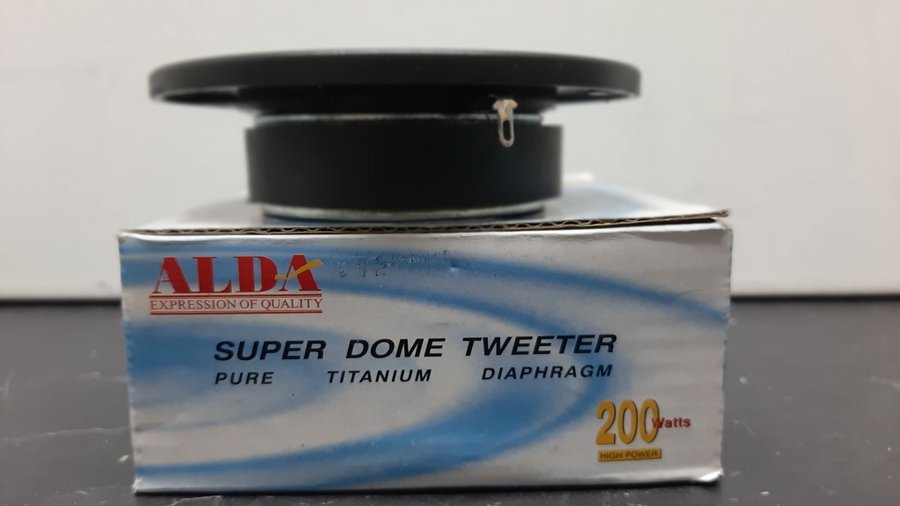 ALDA
EXPRESSION OF QUALITY
SUPER DOME TWEETER
PURE TITANIUM DIAPHRAGM
200 Watts
HIGH POWER